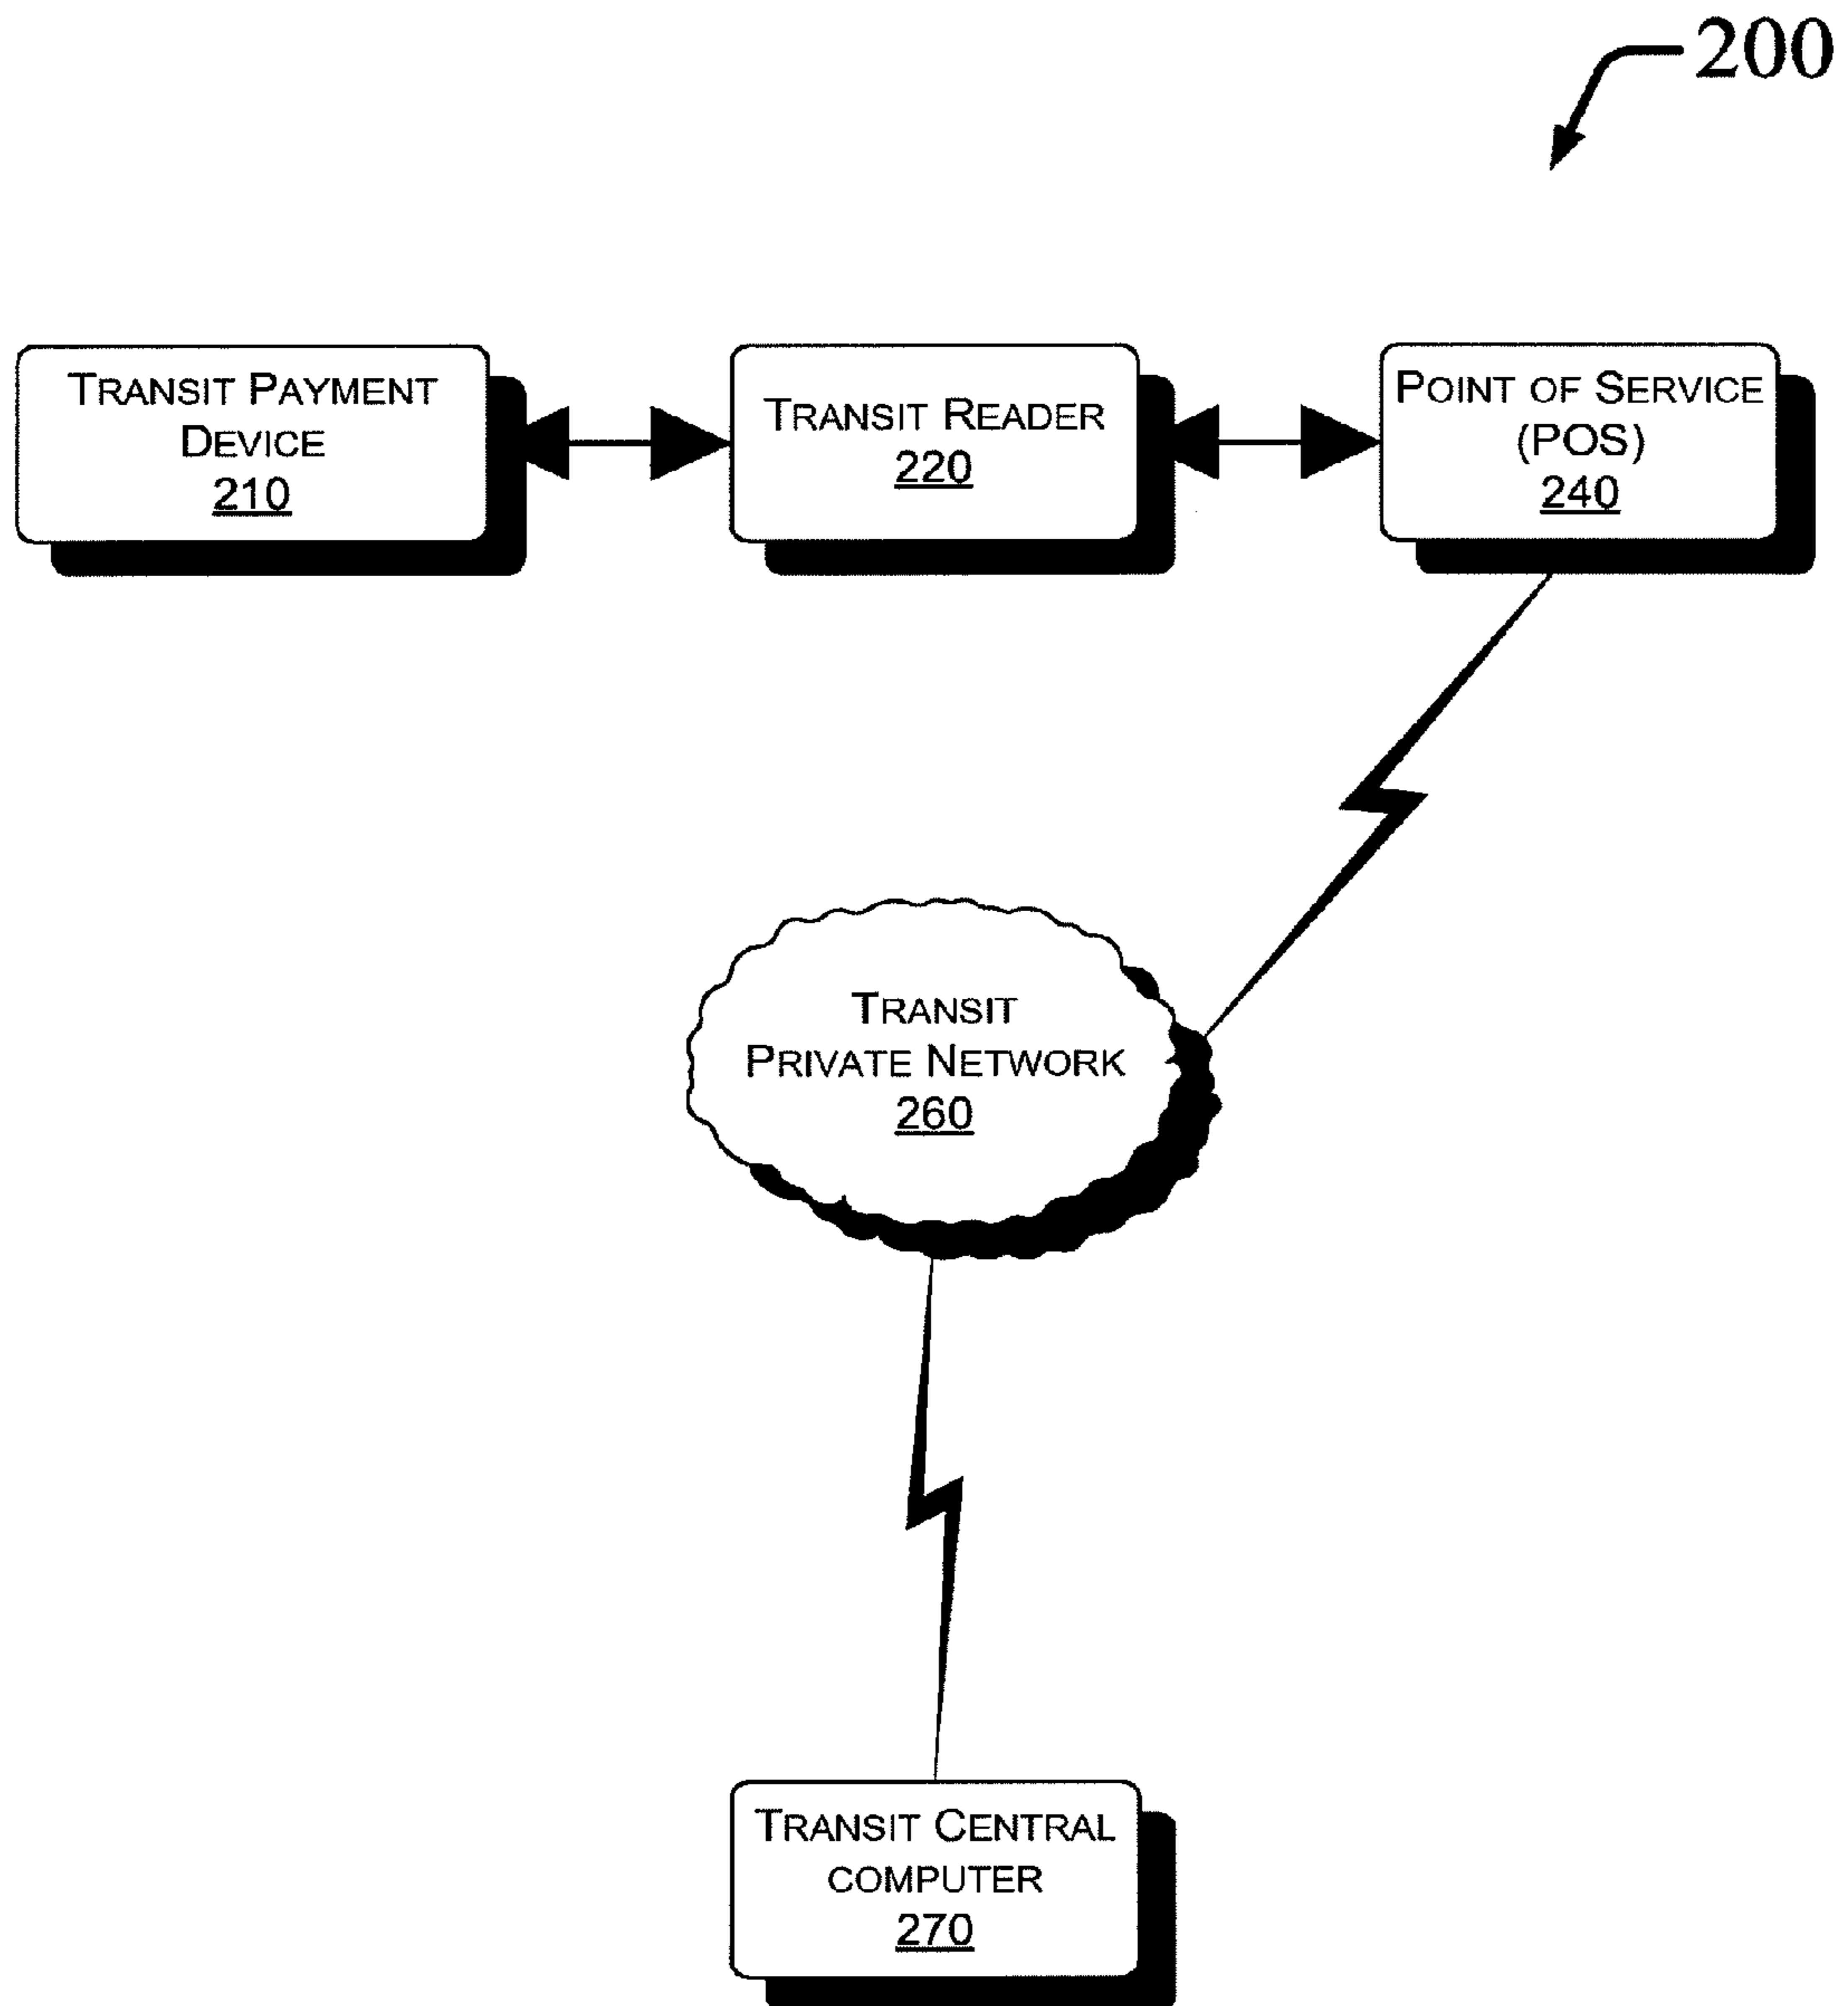 200
TRANSIT PAYMENT
DEVICE
210
TRANSIT READER
220
POINT OF SERVICE
(POS)
240
TRANSIT
PRIVATE NETWORK
260
TRANSIT CENTRAL
COMPUTER
270